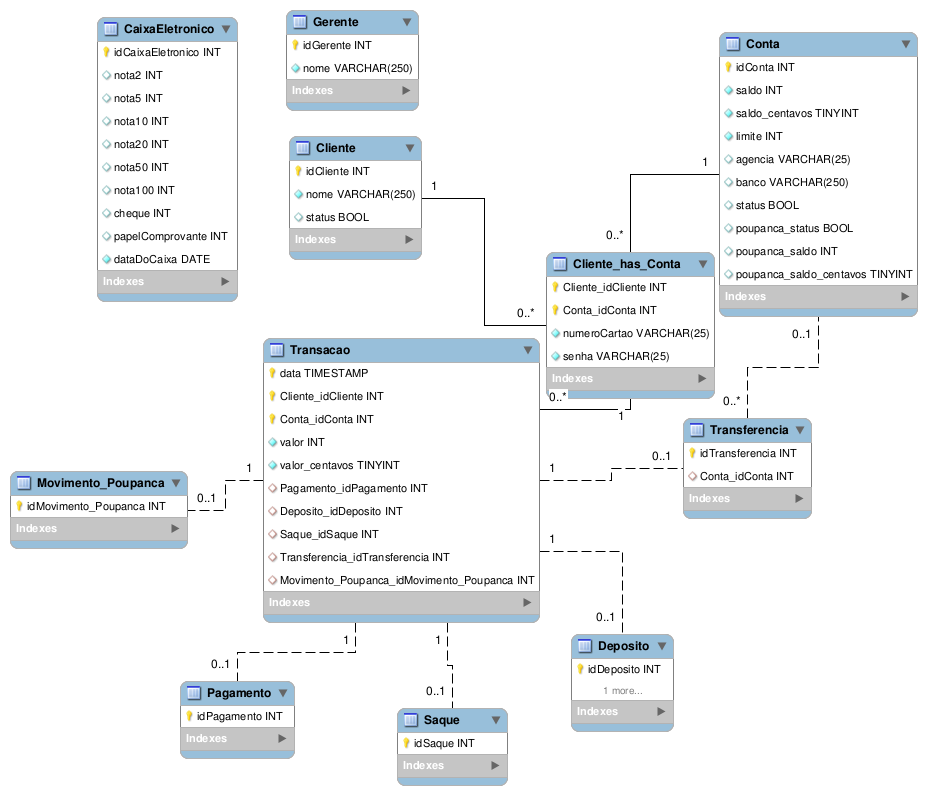 CaixaEletronico
idCaixaEletronico INT
nota2 INT
nota5 INT
nota10 INT
nota20 INT
nota50 INT
nota100 INT
cheque INT
papelComprovante INT
dataDoCaixa DATE
Indexes
Gerente
idGerente INT
nome VARCHAR(250)
Indexes
Cliente
idCliente INT
nome VARCHAR(250)
status BOOL
Indexes
1
0..*
Conta
idConta INT
saldo INT
saldo_centavos TINYINT
limite INT
agencia VARCHAR(25)
banco VARCHAR(250)
status BOOL
poupanca_status BOOL
poupanca_saldo INT
poupanca_saldo_centavos TINYINT
Indexes
1
0..*
Cliente_has_Conta
Cliente_idCliente INT
Conta_idConta INT
numeroCartao VARCHAR(25)
senha VARCHAR(25)
Indexes
0..*
1
0..1
0..*
Transferencia
idTransferencia INT
Conta_idConta INT
Indexes
Transacao
data TIMESTAMP
Cliente_idCliente INT
Conta_idConta INT
valor INT
valor_centavos TINYINT
Pagamento_idPagamento INT
Deposito_idDeposito INT
Saque_idSaque INT
Transferencia_idTransferencia INT
Movimento_Poupanca_idMovimento_Poupanca INT
Indexes
1
0..1
Movimento_Poupanca
idMovimento_Poupanca INT
Indexes
1
0..1
1
0..1
Deposito
idDeposito INT
1 more...
Indexes
1
0..1
Pagamento
idPagamento INT
Indexes
1
0..1
Saque
idSaque INT
Indexes